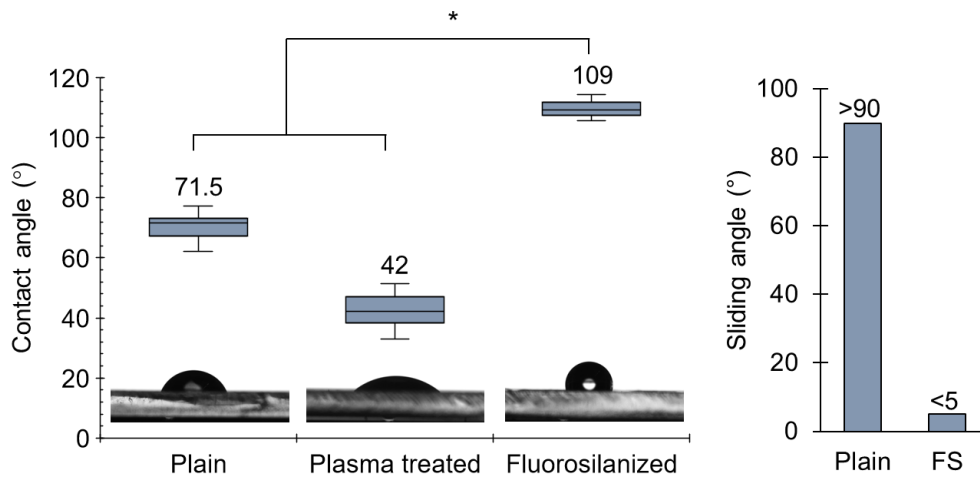 *
120
100
80
60
40
20
0
Contact angle (°)
71.5
42
109
Plain
Plasma treated
Fluorosilanized
100
80
60
40
20
0
Sliding angle (°)
>90
<5
Plain
FS